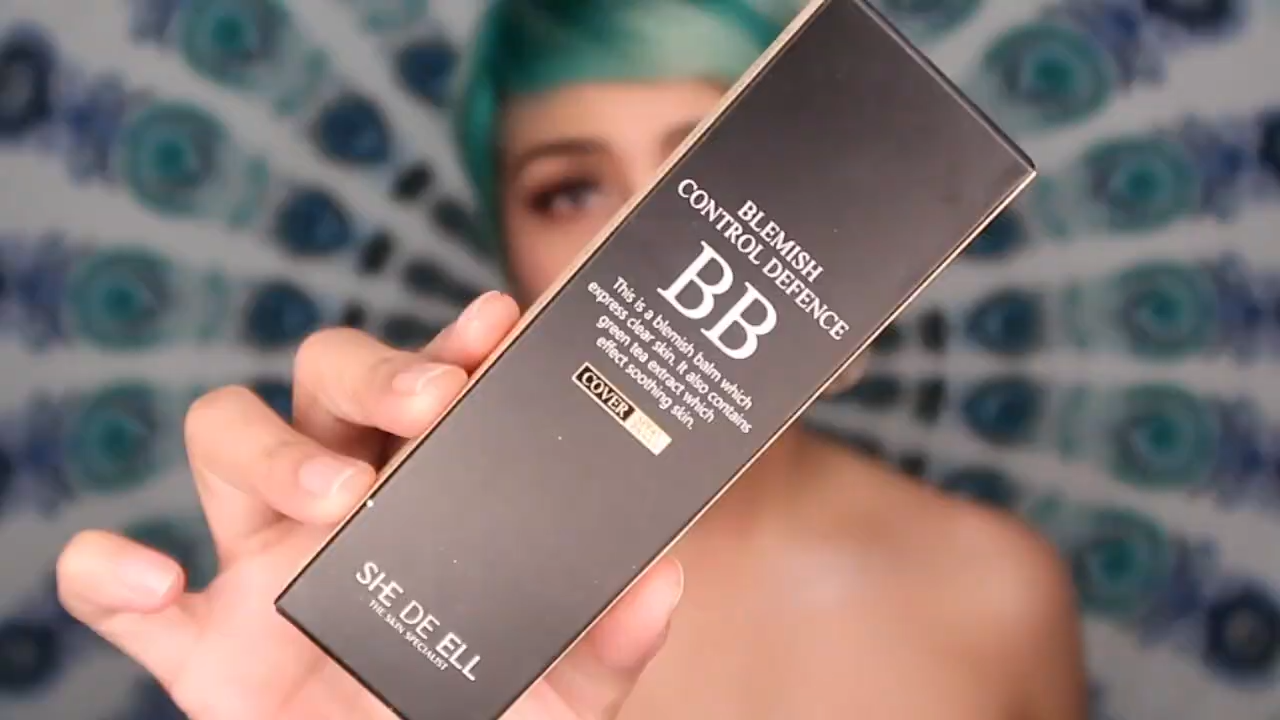 BLEMISH
CONTROL DEFENCE
BB
This is a blemish balm which
express clear skin. It also contains
green tea extract which
effect soothing skin.
COVER
SHE DE ELL
THE SKIN SPECIALIST